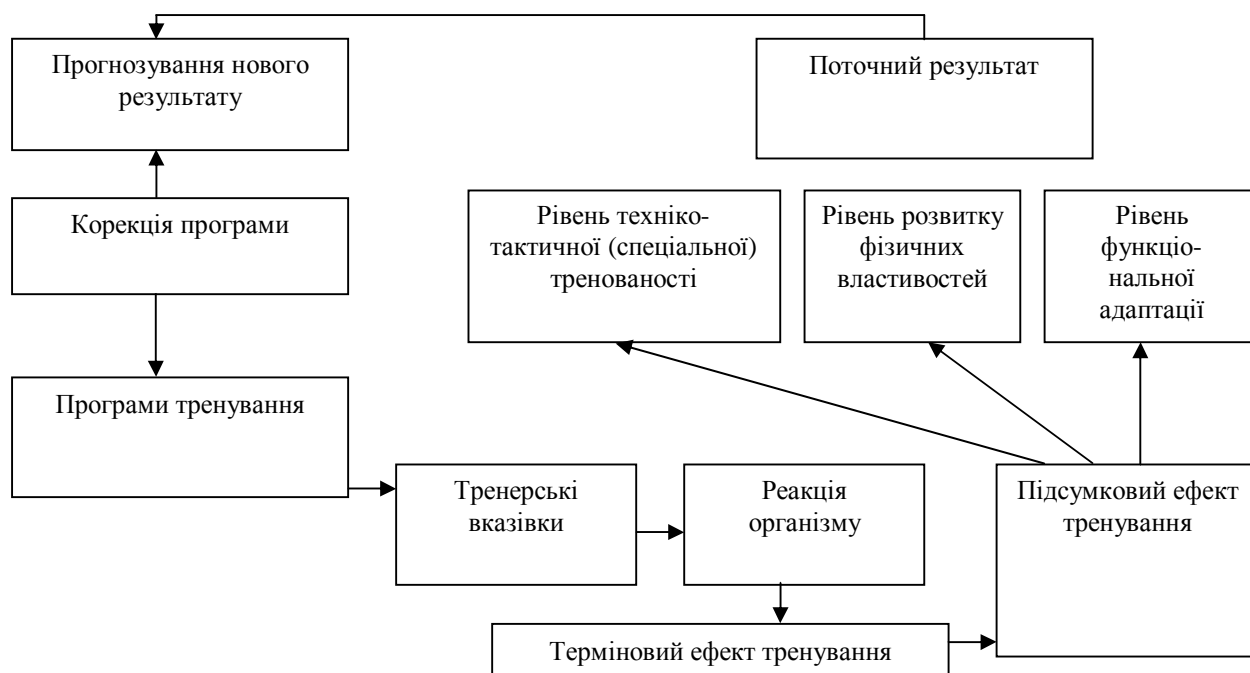 Прогнозування нового
результату
Поточний результат
Корекція програми
Рівень техніко-
тактичної (спеціальної)
тренованості
Рівень розвитку
фізичних
властивостей
Рівень
функціо-
нальної
адаптації
Програми тренування
Тренерські
вказівки
Реакція
організму
Підсумковий ефект
тренування
Терміновий ефект тренування